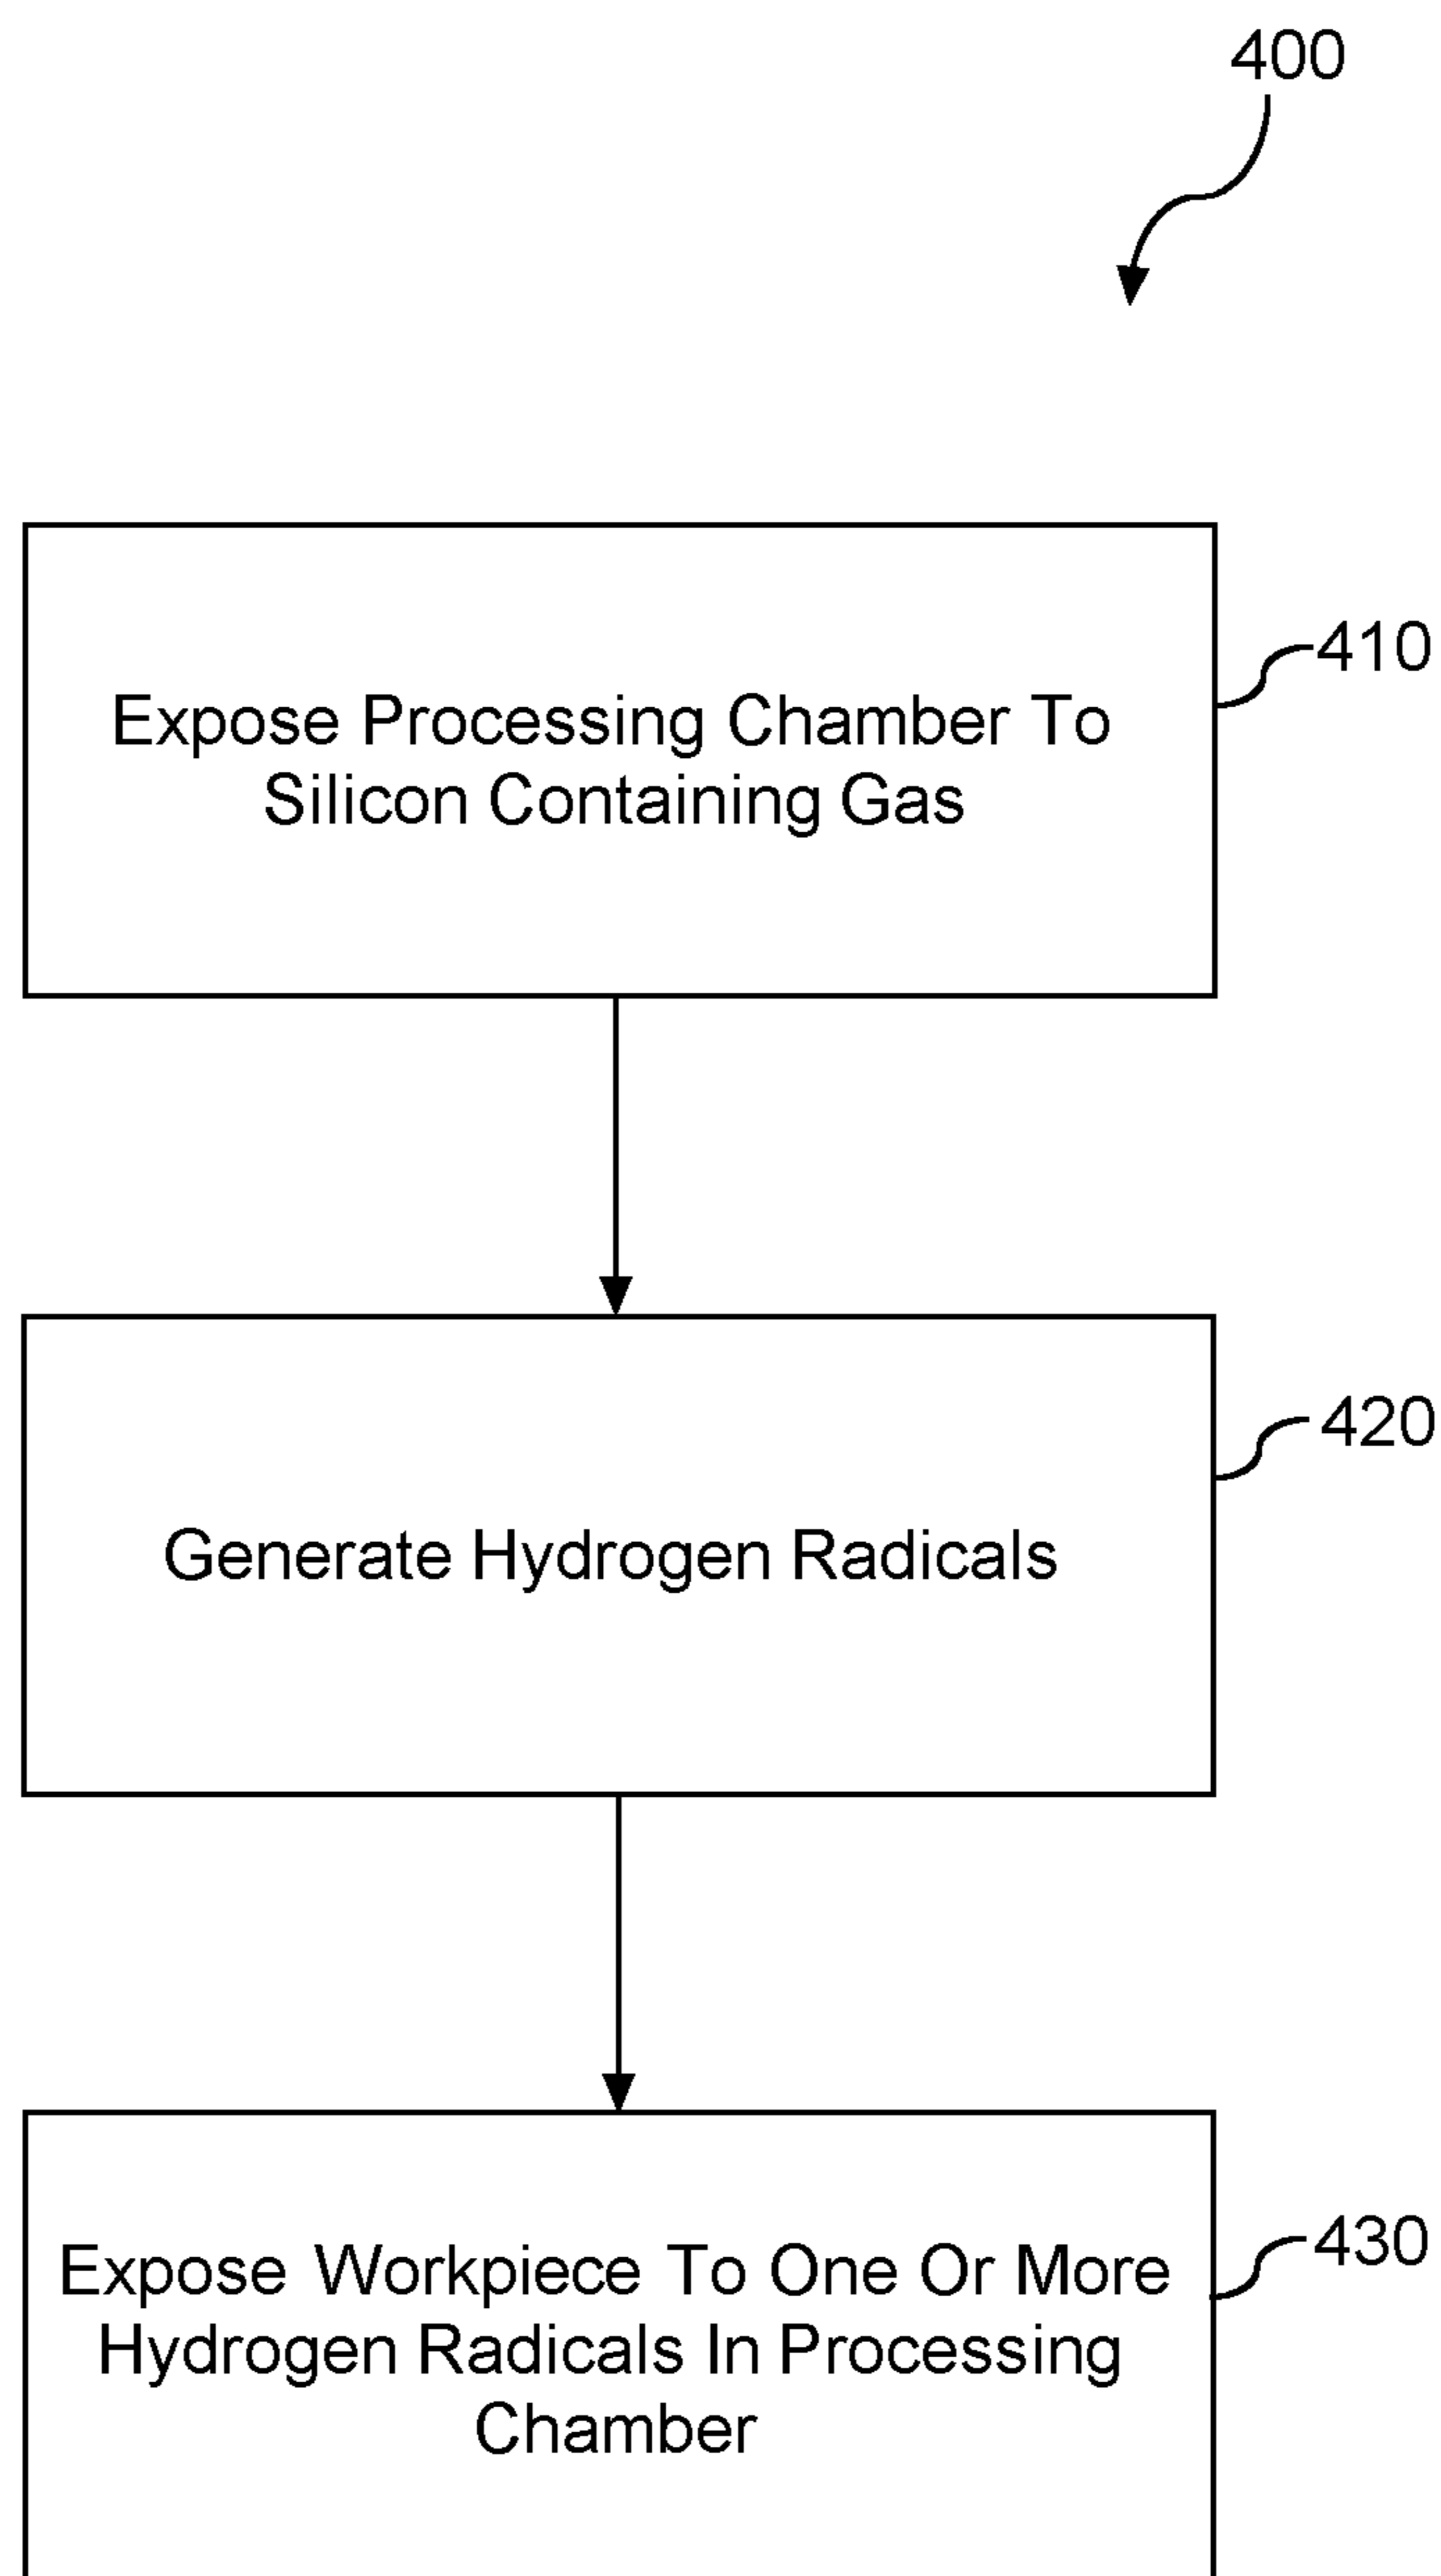 400
Expose Processing Chamber To
Silicon Containing Gas
410
Generate Hydrogen Radicals
420
Expose Workpiece To One Or More
Hydrogen Radicals In Processing
Chamber
430